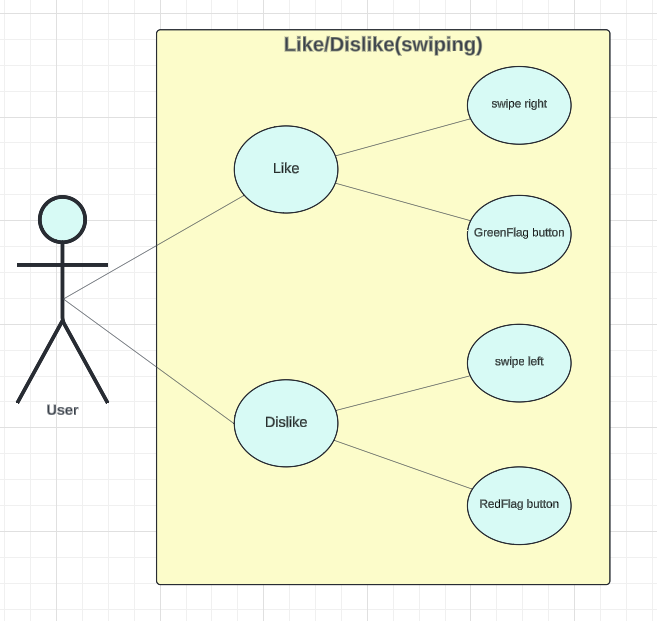 Like/Dislike(swiping)
swipe right
Like
GreenFlag button
swipe left
User
Dislike
RedFlag button